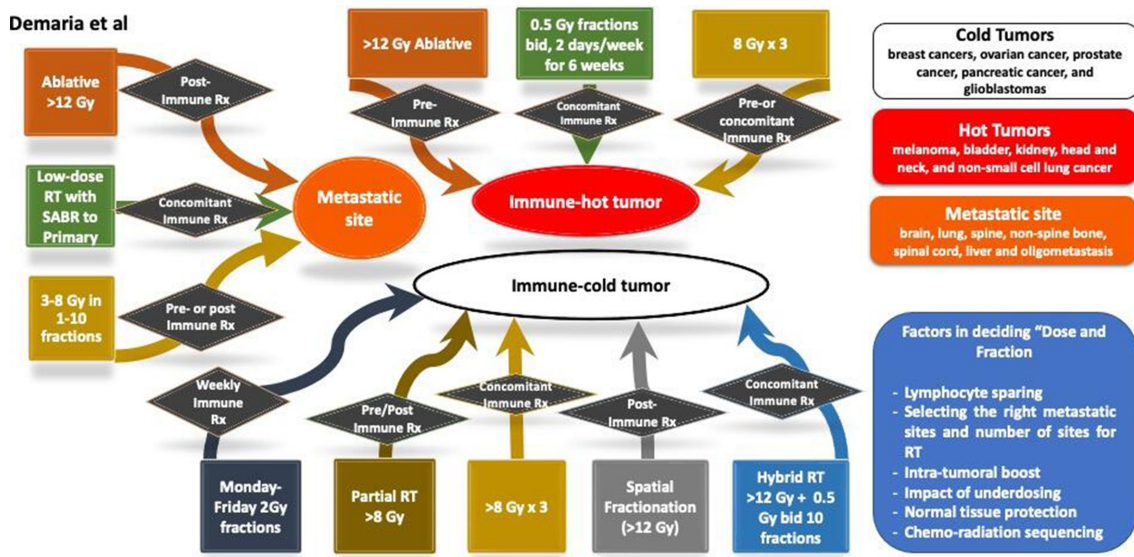 Demaria et al
Ablative
>12 Gy
Post-
Immune Rx
>12 Gy Ablative
Pre-
Immune Rx
0.5 Gy fractions
bid, 2 days/week
for 6 weeks
Concomitant
Immune Rx
8 Gy x 3
Pre-or
concomitant
Immune Rx
Low-dose
RT with
SABR to
Primary
Concomitant
Immune Rx
Metastatic
site
Immune-hot tumor
3-8 Gy in
1-10
fractions
Pre- or post
Immune Rx
Immune-cold tumor
Weekly
Immune
Rx
Pre/Post
Immune Rx
Concomitant
Immune Rx
Post-
Immune Rx
Concomitant
Immune Rx
Monday-
Friday 2Gy
fractions
Partial RT
>8 Gy
>8 Gy x 3
Spatial
Fractionation
(>12 Gy)
Hybrid RT
>12 Gy + 0.5
Gy bid 10
fractions
Cold Tumors
breast cancers, ovarian cancer, prostate
cancer, pancreatic cancer, and
glioblastomas
Hot Tumors
melanoma, bladder, kidney, head and
neck, and non-small cell lung cancer
Metastatic site
brain, lung, spine, non-spine bone,
spinal cord, liver and oligometastasis
Factors in deciding “Dose and
Fraction
- Lymphocyte sparing
- Selecting the right metastatic
sites and number of sites for
RT
- Intra-tumoral boost
- Impact of underdosing
- Normal tissue protection
- Chemo-radiation sequencing